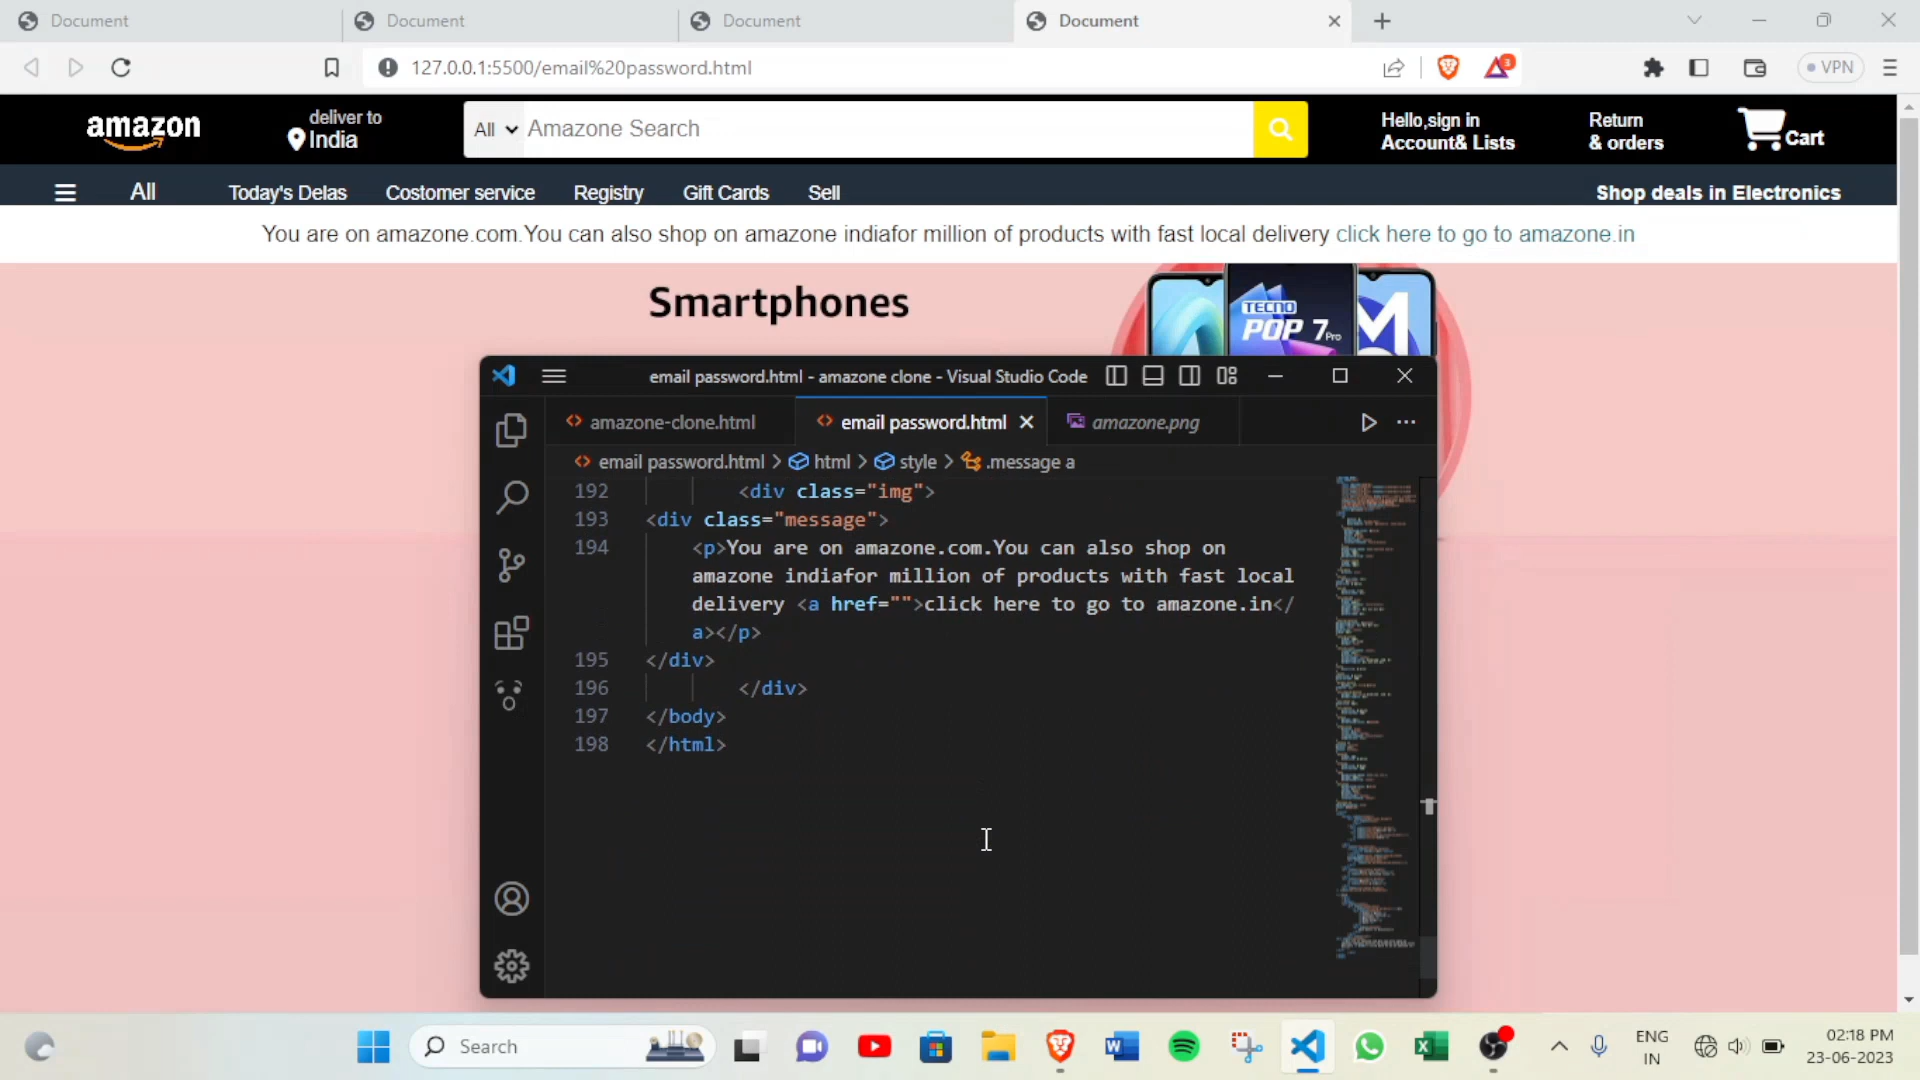 Document
Document
Document
Document
127.0.0.1:5500/email%20password.html
3
VPN
amazon
deliver to
India
All
Amazone Search
Hello,sign in
Account& Lists
Return
& orders
Cart
All
Today's Delas
Costomer service
Registry
Gift Cards
Sell
Shop deals in Electronics
You are on amazone.com.You can also shop on amazone indiafor million of products with fast local delivery click here to go to amazone.in
Smartphones
TECNO
POP 7 Pro
email password.html - amazone clone - Visual Studio Code
amazone-clone.html
email password.html
amazone.png
email password.html > html > style > .message a
192 <div class="img">
193 <div class="message">
194 <p>You are on amazone.com.You can also shop on
amazone indiafor million of products with fast local
delivery <a href="">click here to go to amazone.in</
a></p>
195 </div>
196 </div>
197 </body>
198 </html>
Search
ENG
IN
02:18 PM
23-06-2023